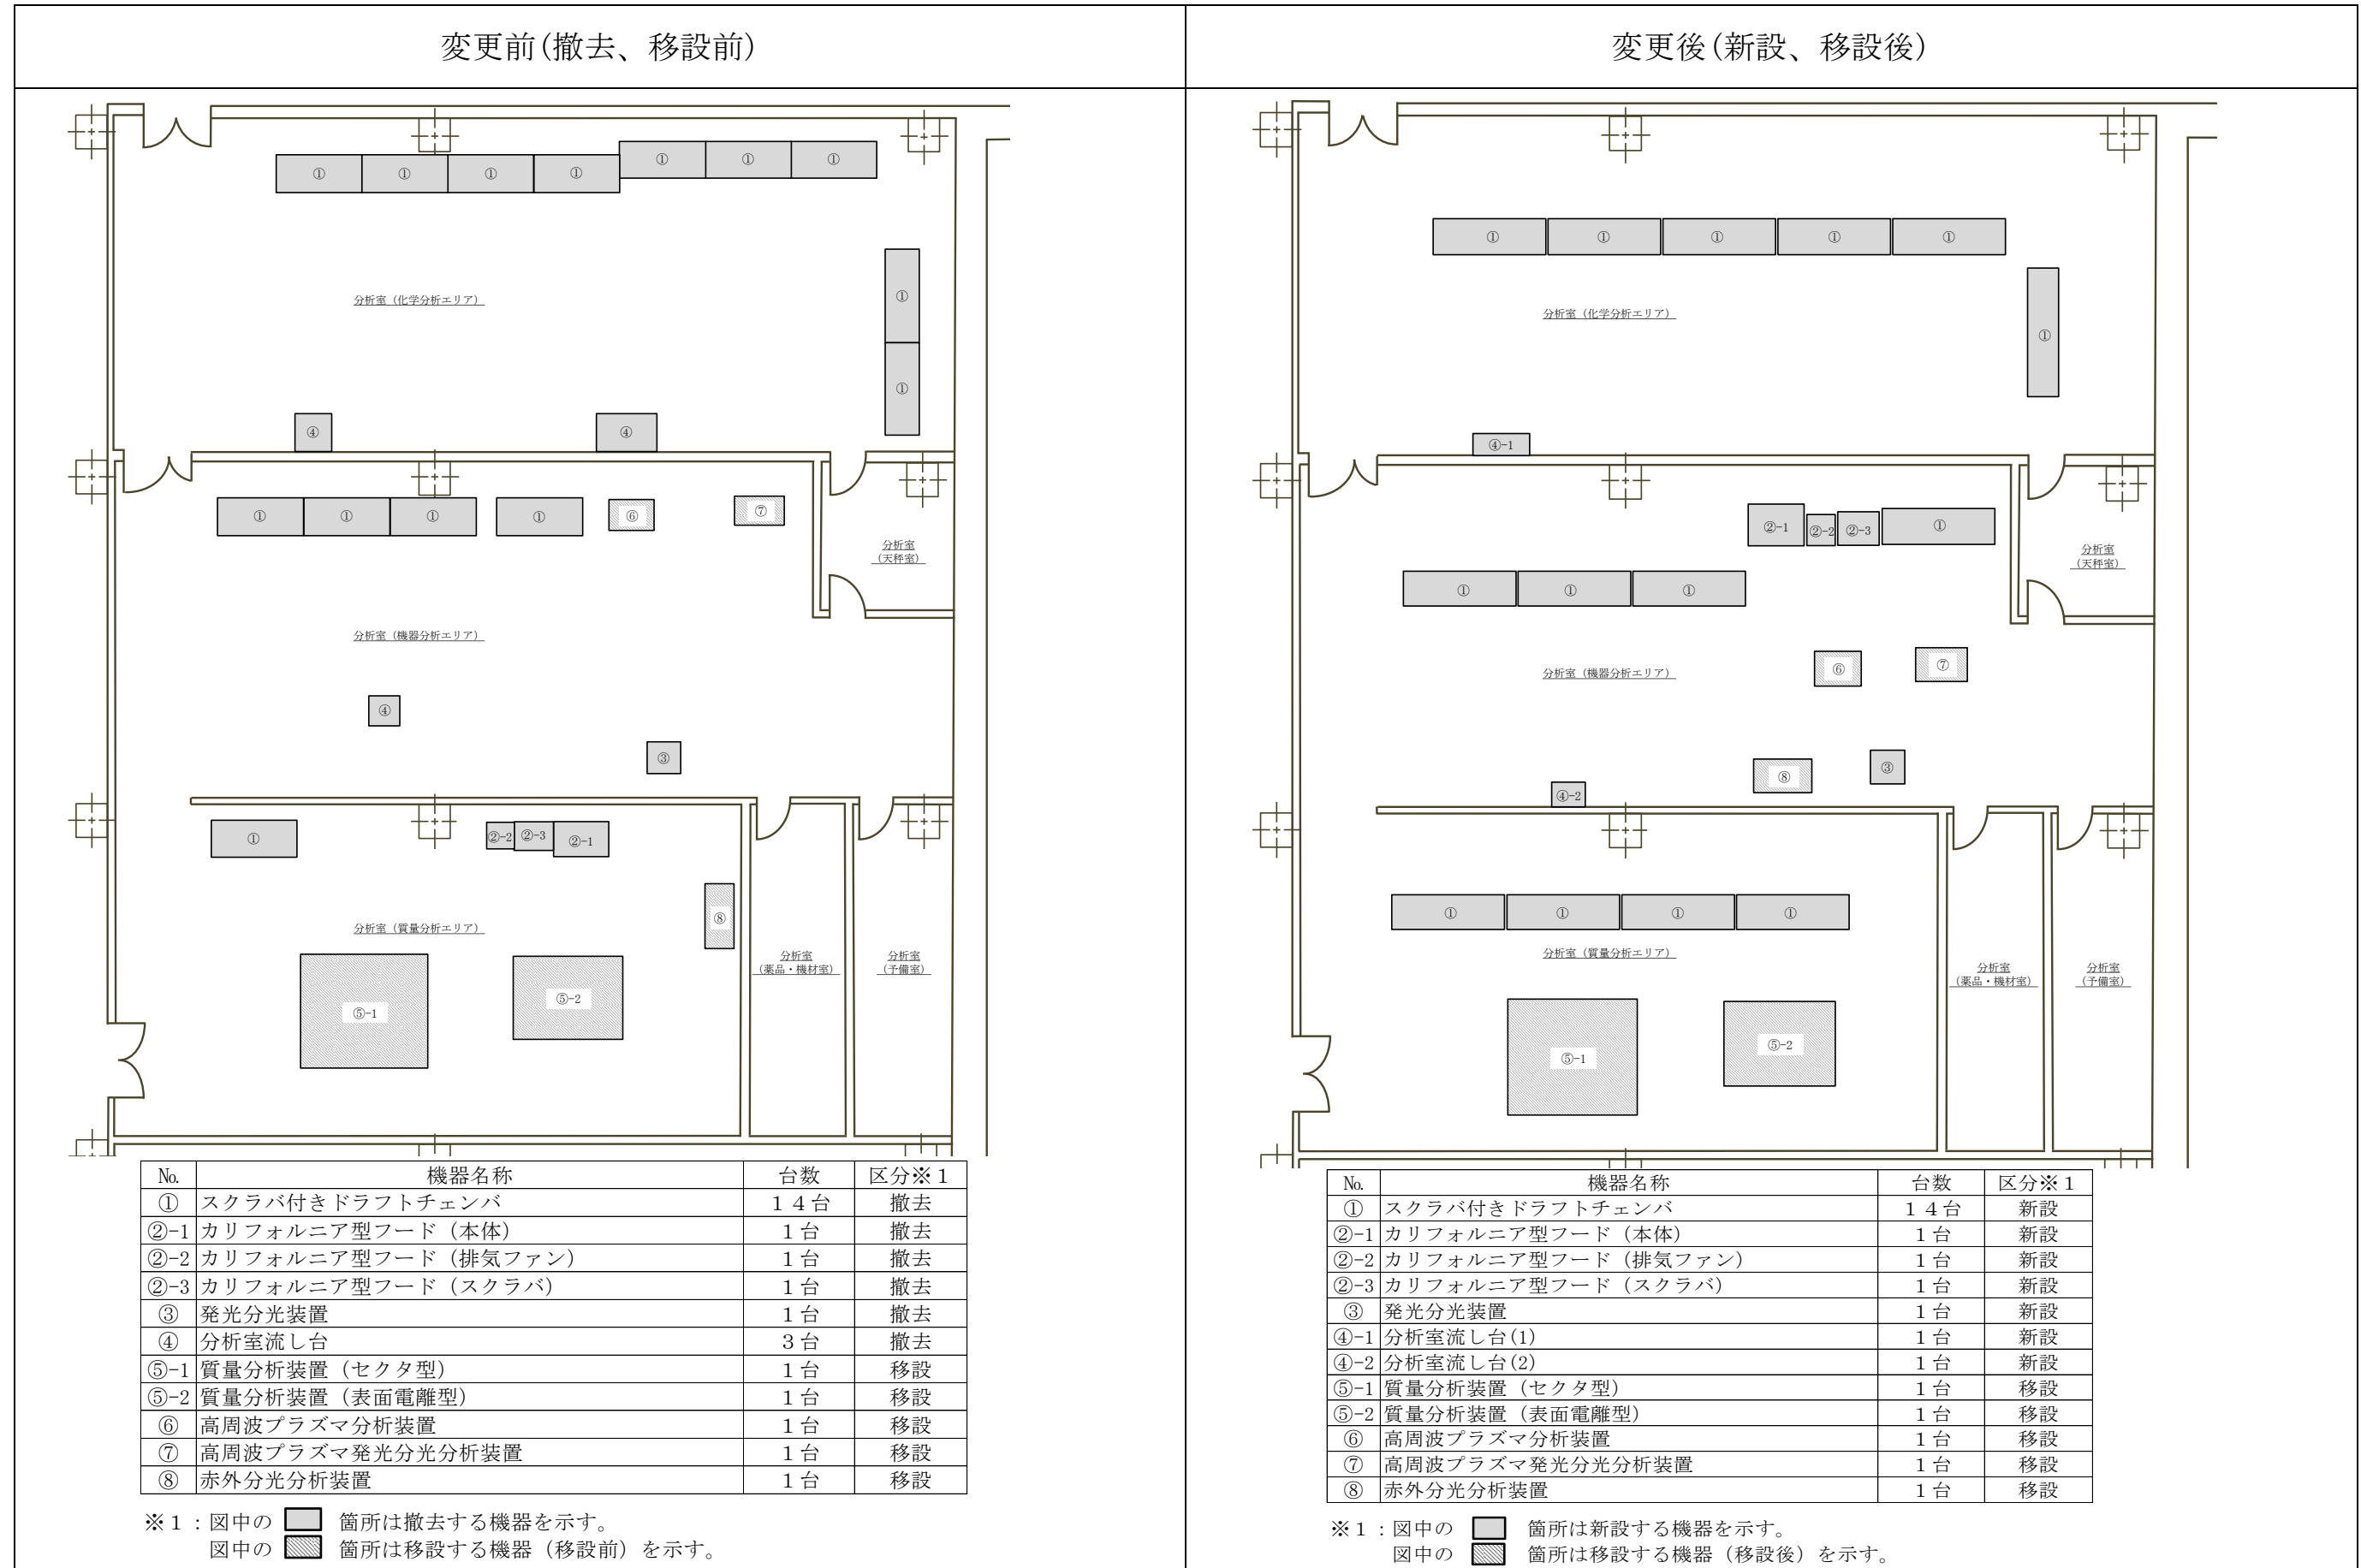 変更前(撤去、移設前)
① ① ① ① ① ① ①
①
分析室（化学分析エリア）
①
④ ④
① ① ① ① ⑥ ⑦
分析室
（天秤室）
分析室（機器分析エリア）
④
③
① ②-2 ②-3 ②-1
⑧
分析室（質量分析エリア）
分析室
（薬品・機材室）
分析室
（予備室）
⑤-1 ⑤-2
№ 機器名称 台数 区分※１
① スクラバ付きドラフトチェンバ １４台 撤去
②-1 カリフォルニア型フード（本体） １台 撤去
②-2 カリフォルニア型フード（排気ファン） １台 撤去
②-3 カリフォルニア型フード（スクラバ） １台 撤去
③ 発光分光装置 １台 撤去
④ 分析室流し台 ３台 撤去
⑤-1 質量分析装置（セクタ型） １台 移設
⑤-2 質量分析装置（表面電離型） １台 移設
⑥ 高周波プラズマ分析装置 １台 移設
⑦ 高周波プラズマ発光分光分析装置 １台 移設
⑧ 赤外分光分析装置 １台 移設
※１：図中の 箇所は撤去する機器を示す。
図中の 箇所は移設する機器（移設前）を示す。
変更後(新設、移設後)
① ① ① ① ①
分析室（化学分析エリア）
①
④-1
②-1 ②-2 ②-3 ①
分析室
（天秤室）
① ① ①
分析室（機器分析エリア）
⑥ ⑦
⑧ ③
④-2
① ① ① ①
分析室（質量分析エリア）
分析室
（薬品・機材室）
分析室
（予備室）
⑤-1 ⑤-2
№ 機器名称 台数 区分※１
① スクラバ付きドラフトチェンバ １４台 新設
②-1 カリフォルニア型フード（本体） １台 新設
②-2 カリフォルニア型フード（排気ファン） １台 新設
②-3 カリフォルニア型フード（スクラバ） １台 新設
③ 発光分光装置 １台 新設
④-1 分析室流し台(1) １台 新設
④-2 分析室流し台(2) １台 新設
⑤-1 質量分析装置（セクタ型） １台 移設
⑤-2 質量分析装置（表面電離型） １台 移設
⑥ 高周波プラズマ分析装置 １台 移設
⑦ 高周波プラズマ発光分光分析装置 １台 移設
⑧ 赤外分光分析装置 １台 移設
※１：図中の 箇所は新設する機器を示す。
図中の 箇所は移設する機器（移設後）を示す。